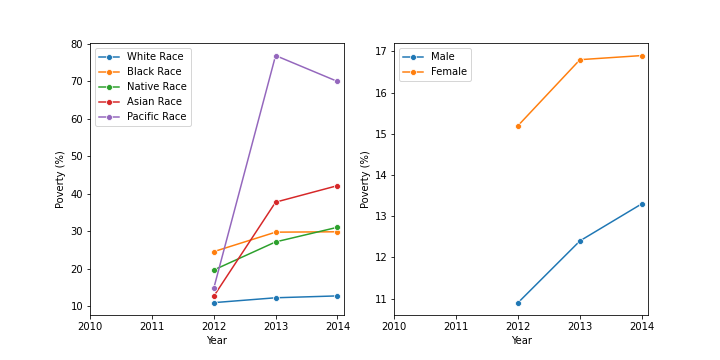 80
70
60
50
40
30
20
10
Poverty (%)
White Race
Black Race
Native Race
Asian Race
Pacific Race
2010 2011 2012 2013 2014
Year
17
16
15
14
13
12
11
Poverty (%)
Male
Female
2010 2011 2012 2013 2014
Year